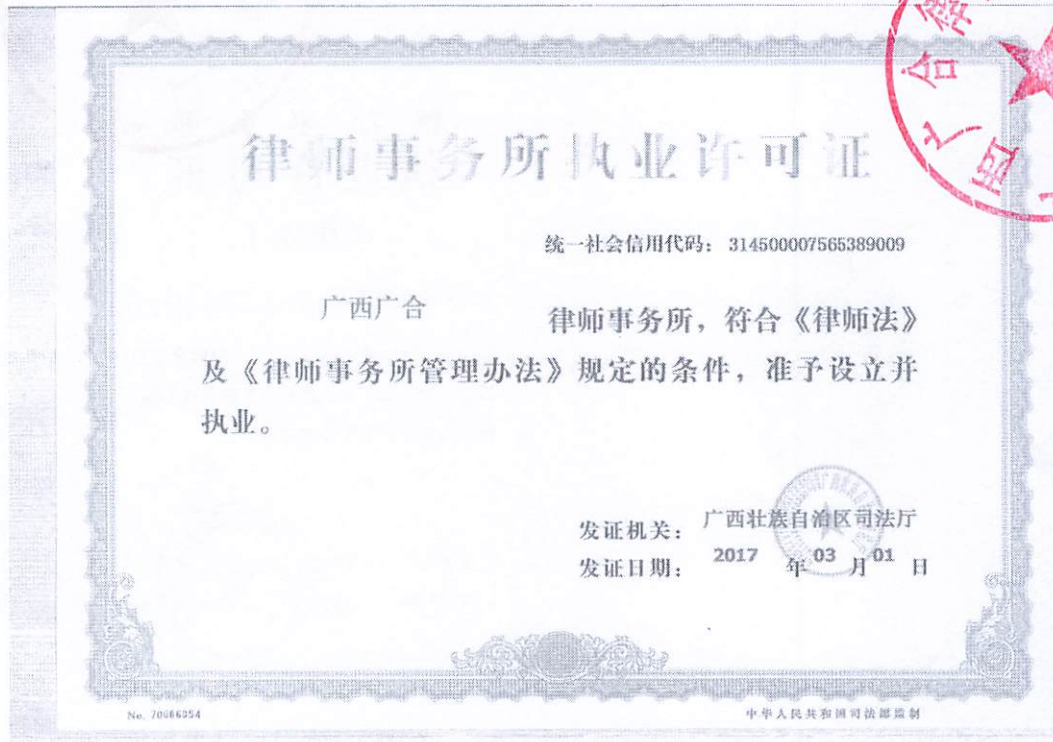 律师事务所执业许可证
统一社会信用代码: 314500007565389009
广西广合 律师事务所，符合《律师法》
及《律师事务所管理办法》规定的条件，准予设立并
执业。
发证机关： 广西壮族自治区司法厅
发证日期： 2017 年 03 月 01 日
No. 70086354
中华人民共和国司法部监制